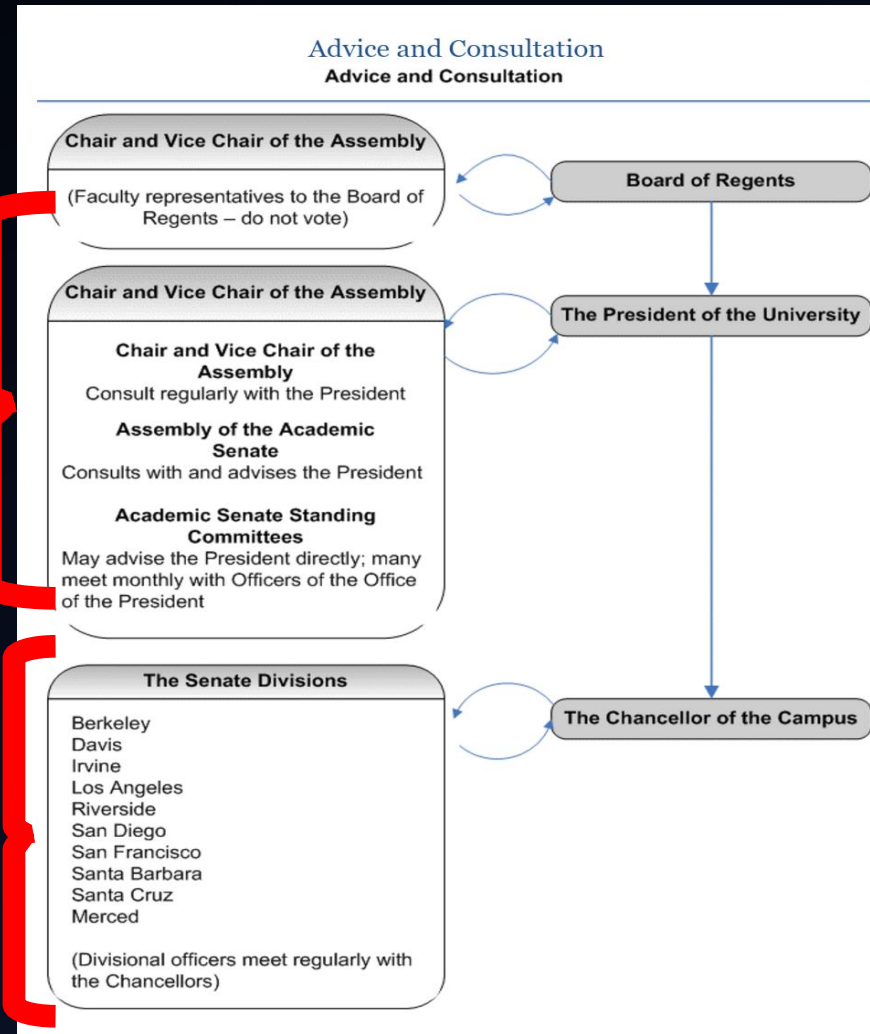 Advice and Consultation
Advice and Consultation
Chair and Vice Chair of the Assembly
(Faculty representatives to the Board of
Regents – do not vote)
Board of Regents
Chair and Vice Chair of the Assembly
Chair and Vice Chair of the
Assembly
Consult regularly with the President
Assembly of the Academic
Senate
Consults with and advises the President
Academic Senate Standing
Committees
May advise the President directly; many
meet monthly with Officers of the Office
of the President
The President of the University
The Senate Divisions
Berkeley
Davis
Irvine
Los Angeles
Riverside
San Diego
San Francisco
Santa Barbara
Santa Cruz
Merced
(Divisional officers meet regularly with
the Chancellors)
The Chancellor of the Campus